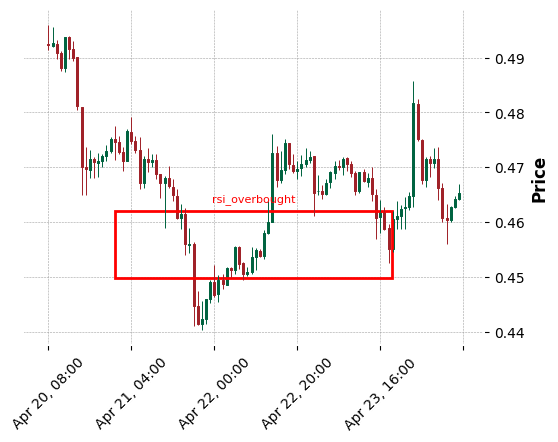 0.49
0.48
0.47
rsi_overbought
0.46
0.45
0.44
Price
Apr 20, 08:00
Apr 21, 04:00
Apr 22, 00:00
Apr 22, 20:00
Apr 23, 16:00